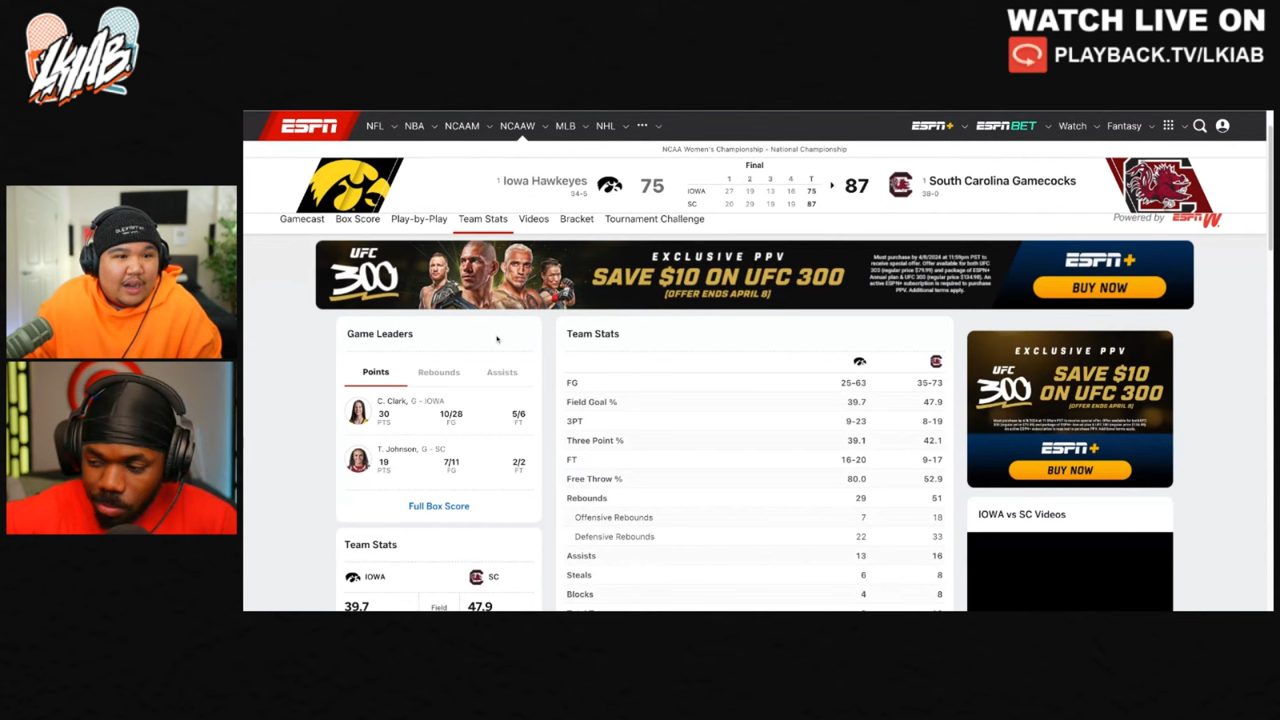 LKIAB
WATCH LIVE ON
PLAYBACK.TV/LKIAB
ESPN NFL NBA NCAAM NCAAW MLB NHL ••• ESPN+ ESPN BET Watch Fantasy
NCAA Women's Championship - National Championship
Final
1 Iowa Hawkeyes 75
34-5
1 2 3 4 T
IOWA 27 19 13 16 75
SC 20 29 19 19 87
87 1 South Carolina Gamecocks
38-0
Gamecast Box Score Play-by-Play Team Stats Videos Bracket Tournament Challenge
Powered by ESPNW
UFC
300
EXCLUSIVE PPV
SAVE $10 ON UFC 300
(OFFER ENDS APRIL 8)
ESPN+
BUY NOW
Game Leaders
Points Rebounds Assists
C. Clark, G - IOWA
30 10/28 5/6
PTS FG FT
T. Johnson, G - SC
19 7/11 2/2
PTS FG FT
Full Box Score
Team Stats
IOWA SC
39.7 Field 47.9
Team Stats
FG 25-63 35-73
Field Goal % 39.7 47.9
3PT 9-23 8-19
Three Point % 39.1 42.1
FT 16-20 9-17
Free Throw % 80.0 52.9
Rebounds 29 51
Offensive Rebounds 7 18
Defensive Rebounds 22 33
Assists 13 16
Steals 6 8
Blocks 4 8
EXCLUSIVE PPV
UFC
300
SAVE $10
ON UFC 300
(OFFER ENDS APRIL 8)
ESPN+
BUY NOW
IOWA vs SC Videos
supreme